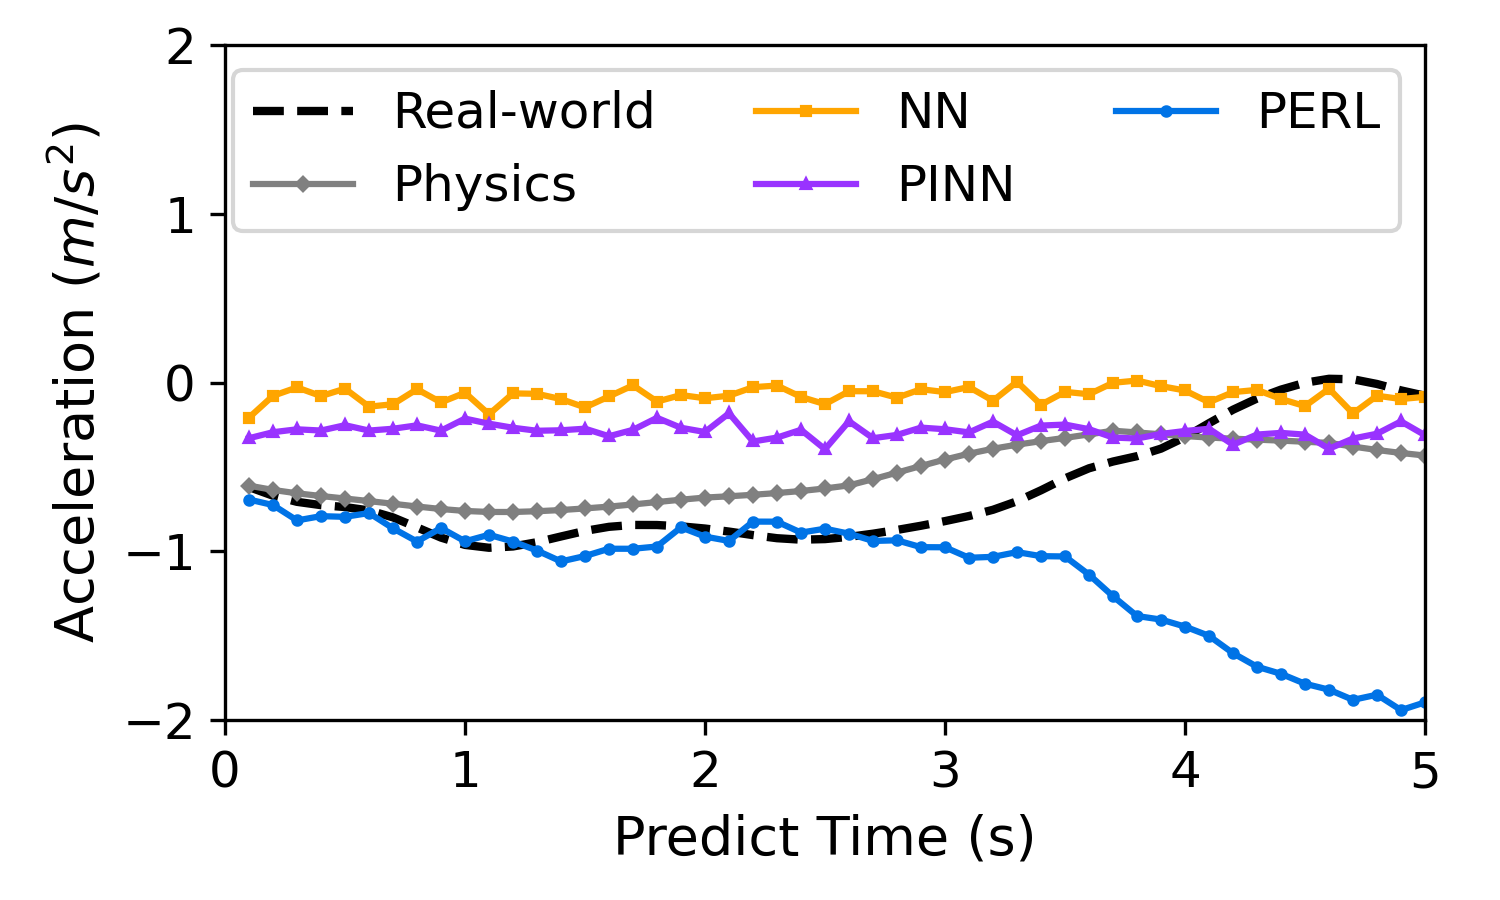 2
1
0
−1
−2
Acceleration (m/s²)
Real-world
Physics
NN
PINN
PERL
0 1 2 3 4 5
Predict Time (s)